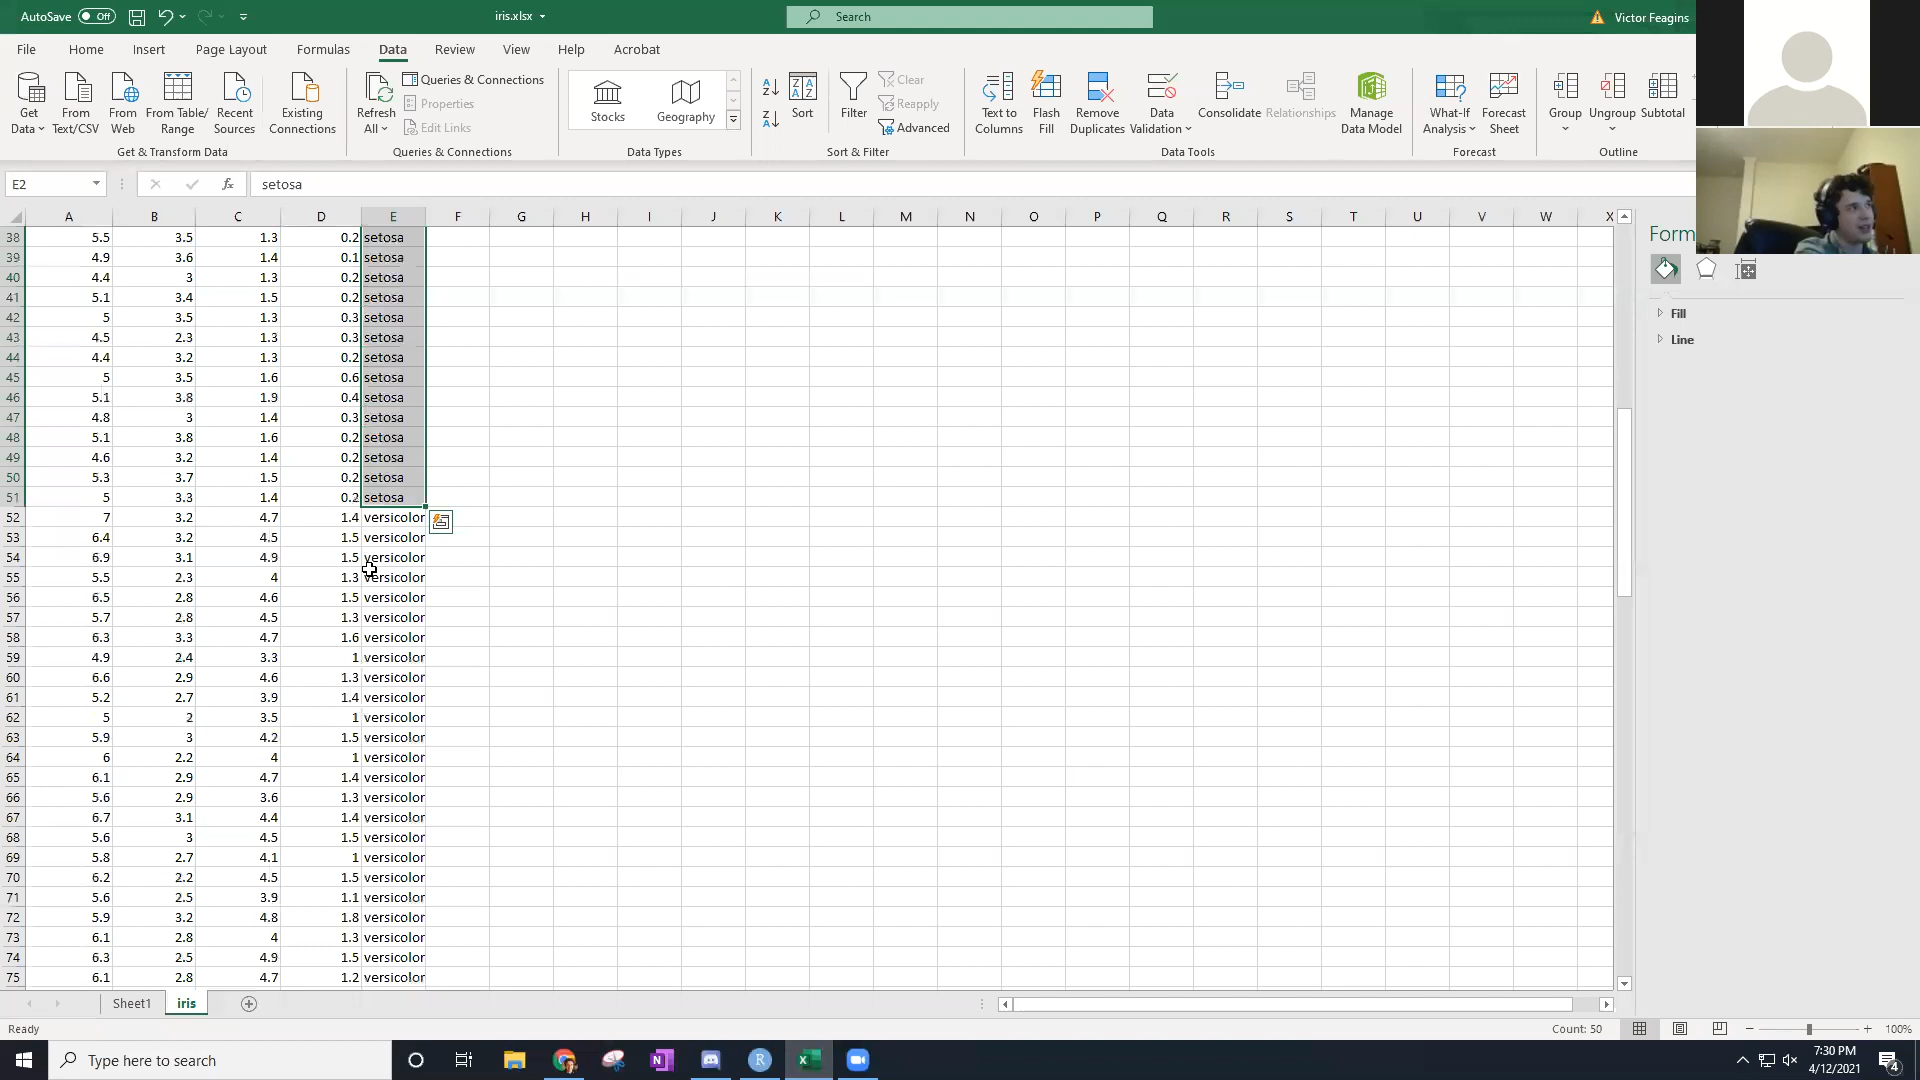 AutoSave Off iris.xlsx Search Victor Feagins
File Home Insert Page Layout Formulas Data Review View Help Acrobat
Get Data From Text/CSV From Web From Table/Range Recent Sources Existing Connections Refresh All Queries & Connections Properties Edit Links Stocks Geography Sort Filter Clear Reapply Advanced Text to Columns Flash Fill Remove Duplicates Data Validation Consolidate Relationships Manage Data Model What-If Analysis Forecast Sheet Group Ungroup Subtotal
Get & Transform Data Queries & Connections Data Types Sort & Filter Data Tools Forecast Outline
E2 fx setosa
A B C D E F G H I J K L M N O P Q R S T U V W X
Form
Fill
Line
38 5.5 3.5 1.3 0.2 setosa
39 4.9 3.6 1.4 0.1 setosa
40 4.4 3 1.3 0.2 setosa
41 5.1 3.4 1.5 0.2 setosa
42 5 3.5 1.3 0.3 setosa
43 4.5 2.3 1.3 0.3 setosa
44 4.4 3.2 1.3 0.2 setosa
45 5 3.5 1.6 0.6 setosa
46 5.1 3.8 1.9 0.4 setosa
47 4.8 3 1.4 0.3 setosa
48 5.1 3.8 1.6 0.2 setosa
49 4.6 3.2 1.4 0.2 setosa
50 5.3 3.7 1.5 0.2 setosa
51 5 3.3 1.4 0.2 setosa
52 7 3.2 4.7 1.4 versicolor
53 6.4 3.2 4.5 1.5 versicolor
54 6.9 3.1 4.9 1.5 versicolor
55 5.5 2.3 4 1.3 versicolor
56 6.5 2.8 4.6 1.5 versicolor
57 5.7 2.8 4.5 1.3 versicolor
58 6.3 3.3 4.7 1.6 versicolor
59 4.9 2.4 3.3 1 versicolor
60 6.6 2.9 4.6 1.3 versicolor
61 5.2 2.7 3.9 1.4 versicolor
62 5 2 3.5 1 versicolor
63 5.9 3 4.2 1.5 versicolor
64 6 2.2 4 1 versicolor
65 6.1 2.9 4.7 1.4 versicolor
66 5.6 2.9 3.6 1.3 versicolor
67 6.7 3.1 4.4 1.4 versicolor
68 5.6 3 4.5 1.5 versicolor
69 5.8 2.7 4.1 1 versicolor
70 6.2 2.2 4.5 1.5 versicolor
71 5.6 2.5 3.9 1.1 versicolor
72 5.9 3.2 4.8 1.8 versicolor
73 6.1 2.8 4 1.3 versicolor
74 6.3 2.5 4.9 1.5 versicolor
75 6.1 2.8 4.7 1.2 versicolor
Sheet1 iris
Ready Count: 50 100%
Type here to search 7:30 PM
4/12/2021 4